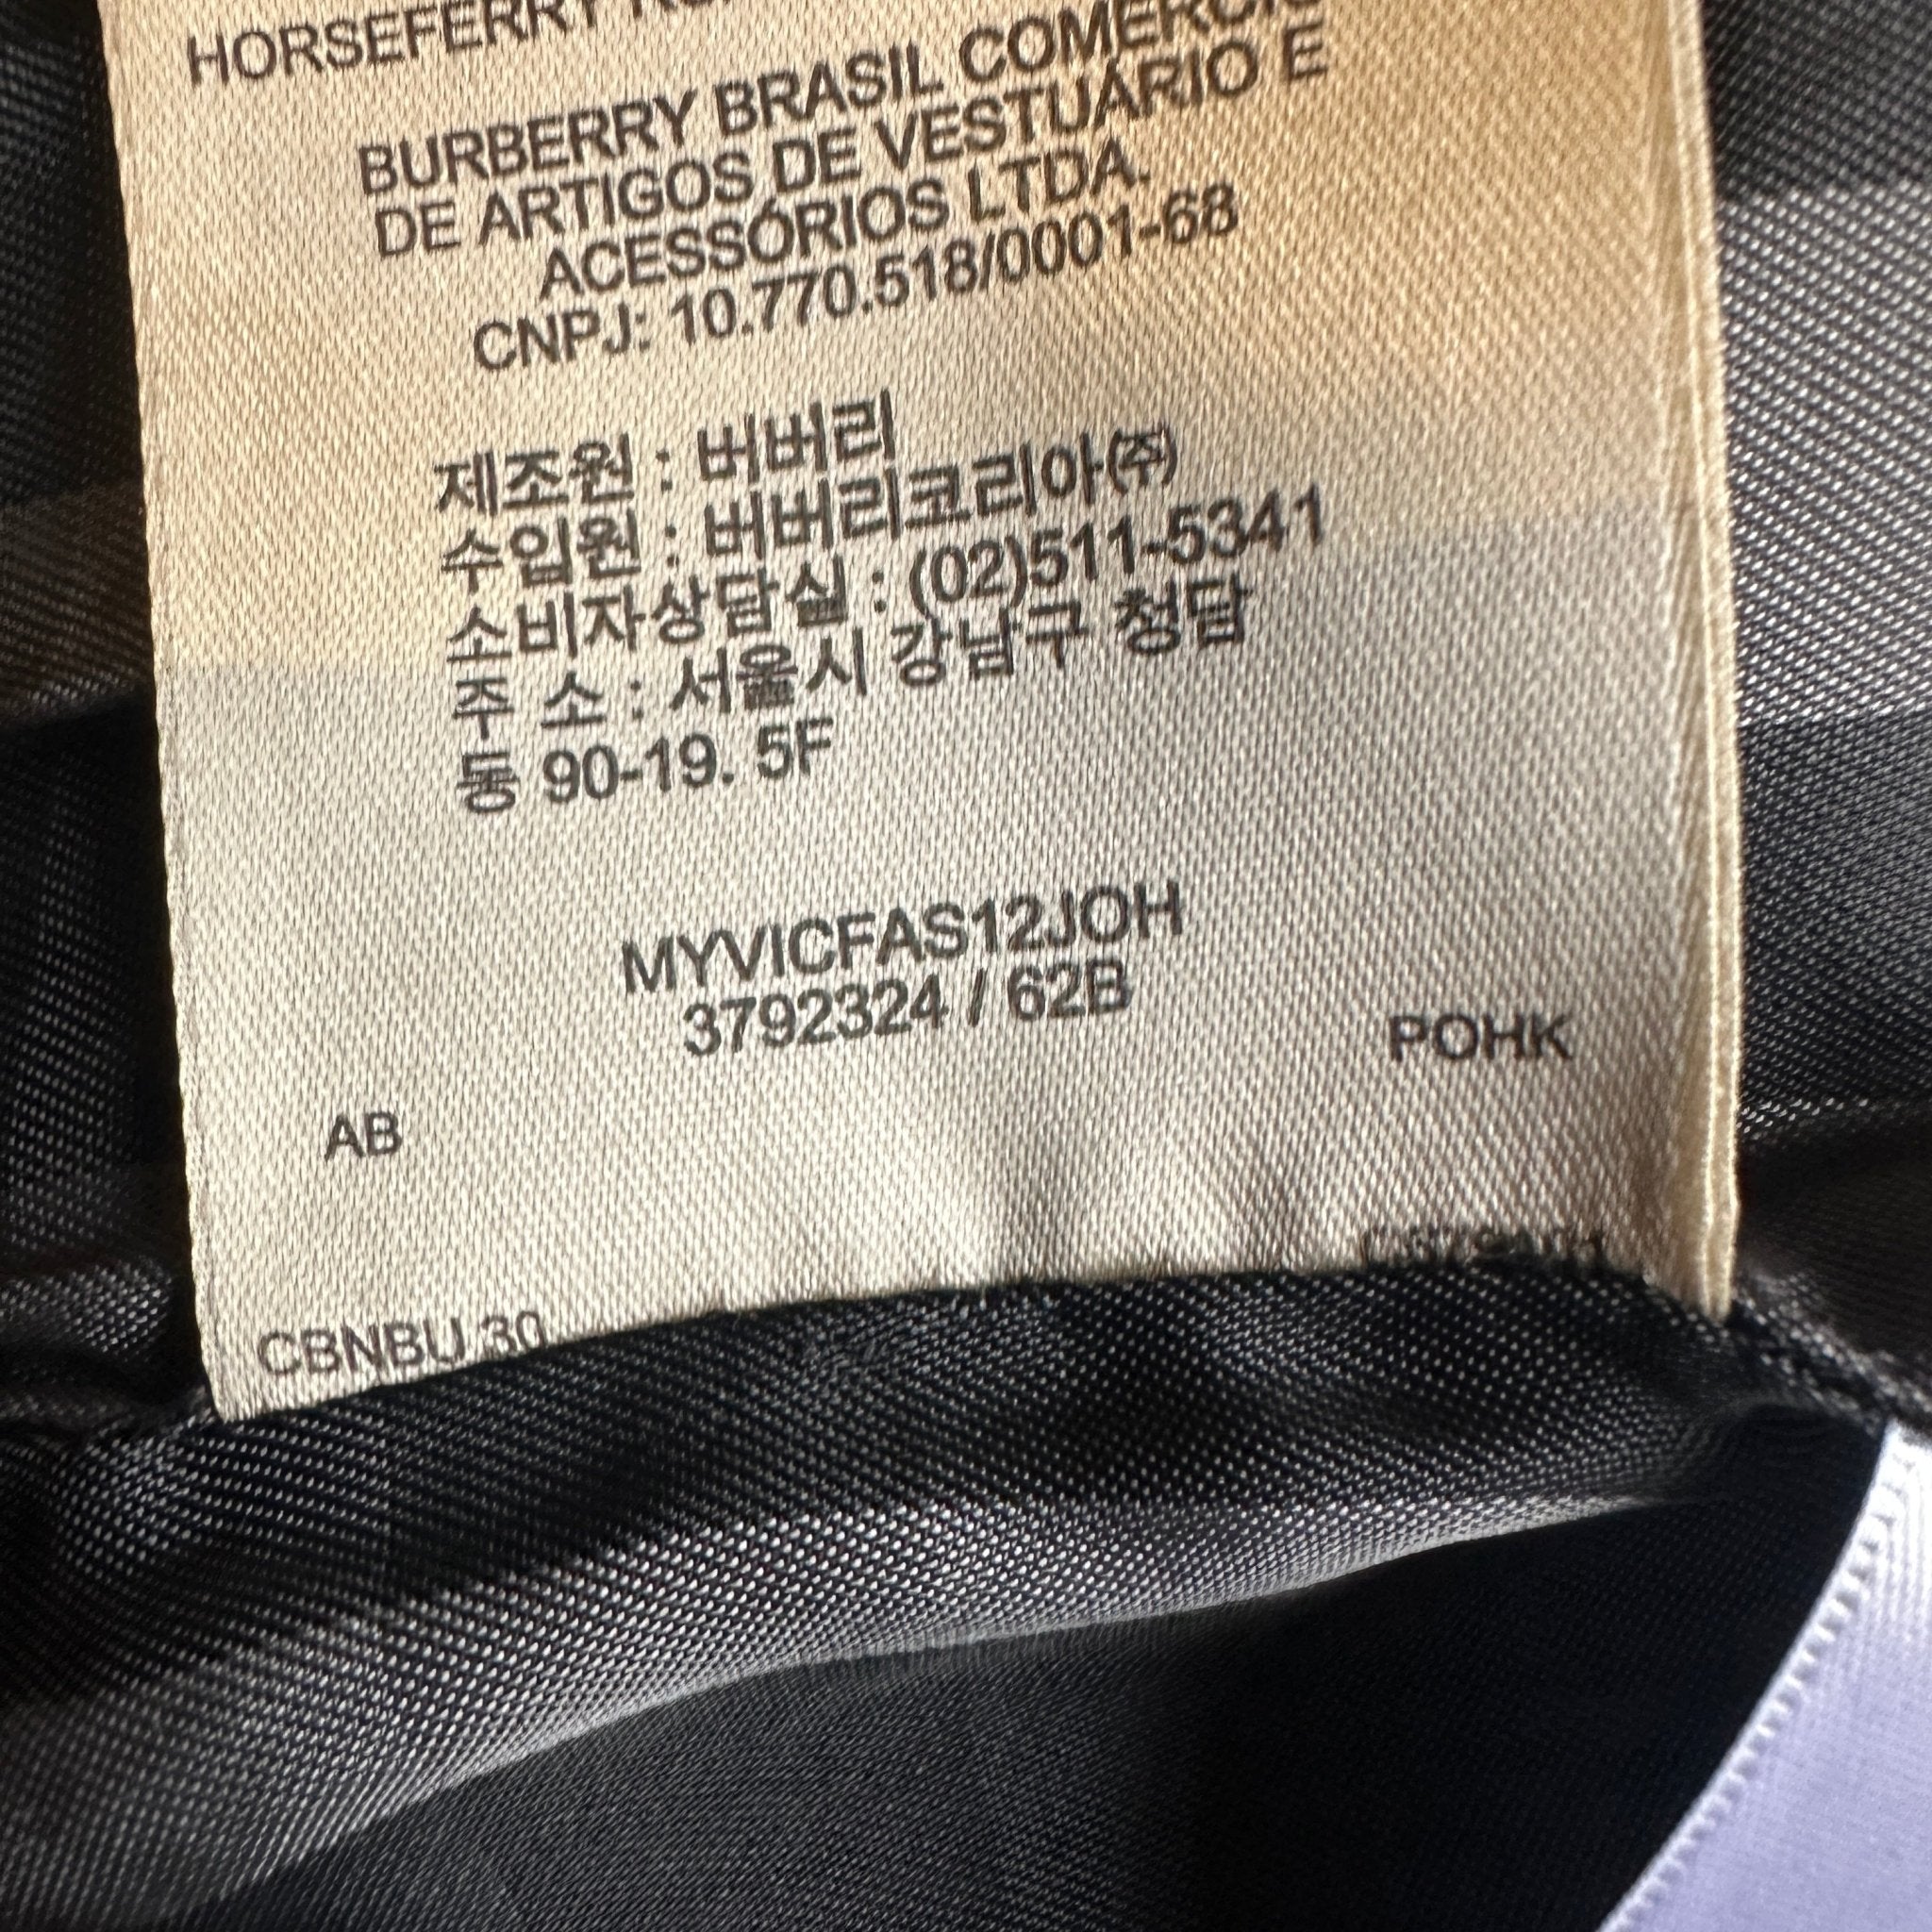 HORSEFERRY
BURBERRY BRASIL COMÉRCIO
DE ARTIGOS DE VESTUÁRIO E
ACESSÓRIOS LTDA.
CNPJ: 10.770.518/0001-68
제조원 : 버버리
수입원 : 버버리코리아㈜
소비자상담실 : (02)511-5341
주 소 : 서울시 강남구 청담
동 90-19. 5F
MYVICFAS12JOH
3792324 / 62B
POHK
AB
CBNBU 30